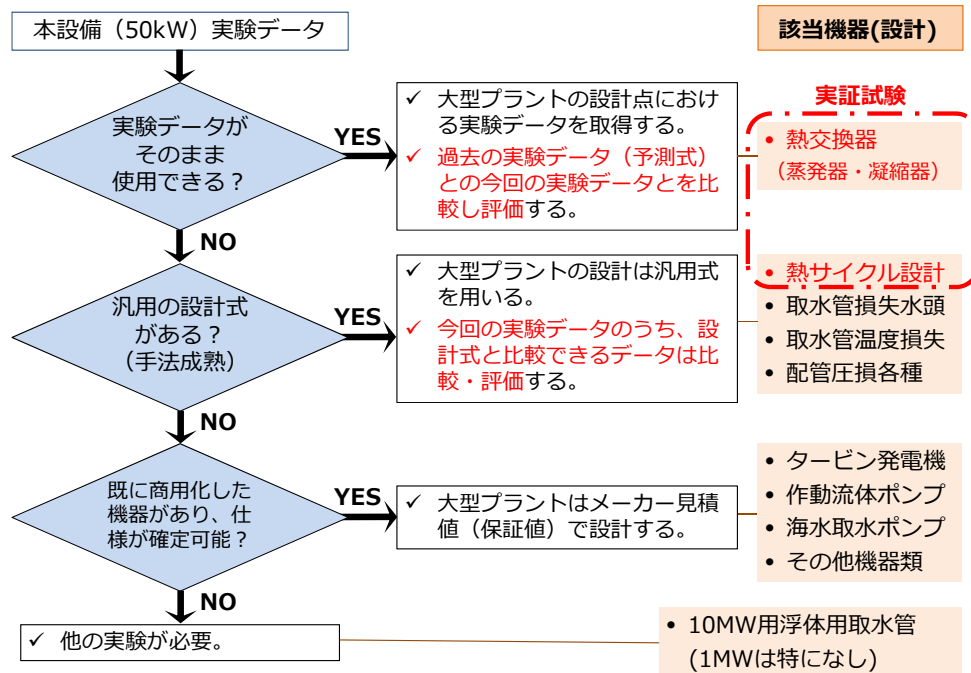 本設備（50kW）実験データ
該当機器(設計)
実験データが
そのまま
使用できる？
YES
✓ 大型プラントの設計点におけ
る実験データを取得する。
✓ 過去の実験データ（予測式）
との今回の実験データとを比
較し評価する。
実証試験
• 熱交換器
（蒸発器・凝縮器）
NO
汎用の設計式
がある？
（手法成熟）
YES
✓ 大型プラントの設計は汎用式
を用いる。
✓ 今回の実験データのうち、設
計式と比較できるデータは比
較・評価する。
• 熱サイクル設計
• 取水管損失水頭
• 取水管温度損失
• 配管圧損各種
NO
既に商用化した
機器があり、仕
様が確定可能？
YES
✓ 大型プラントはメーカー見積
値（保証値）で設計する。
• タービン発電機
• 作動流体ポンプ
• 海水取水ポンプ
• その他機器類
NO
✓ 他の実験が必要。
• 10MW用浮体用取水管
(1MWは特になし)